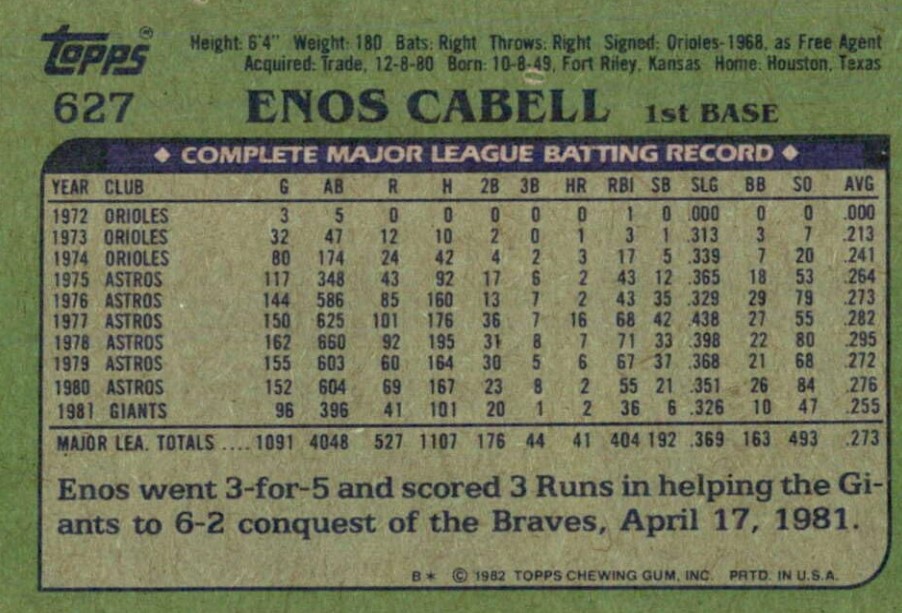 topps® Height: 6'4" Weight: 180 Bats: Right Throws: Right Signed: Orioles-1968, as Free Agent
Acquired: Trade, 12-8-80 Born: 10-8-49, Fort Riley, Kansas Home: Houston, Texas
627 ENOS CABELL 1st BASE
◆ COMPLETE MAJOR LEAGUE BATTING RECORD ◆
YEAR CLUB G AB R H 2B 3B HR RBI SB SLG BB SO AVG
1972 ORIOLES 3 5 0 0 0 0 0 1 0 .000 0 0 .000
1973 ORIOLES 32 47 12 10 2 0 1 3 1 .313 3 7 .213
1974 ORIOLES 80 174 24 42 4 2 3 17 5 .339 7 20 .241
1975 ASTROS 117 348 43 92 17 6 2 43 12 .365 18 53 .264
1976 ASTROS 144 586 85 160 13 7 2 43 35 .329 29 79 .273
1977 ASTROS 150 625 101 176 36 7 16 68 42 .438 27 55 .282
1978 ASTROS 162 660 92 195 31 8 7 71 33 .398 22 80 .295
1979 ASTROS 155 603 60 164 30 5 6 67 37 .368 21 68 .272
1980 ASTROS 152 604 69 167 23 8 2 55 21 .351 26 84 .276
1981 GIANTS 96 396 41 101 20 1 2 36 6 .326 10 47 .255
MAJOR LEA. TOTALS .... 1091 4048 527 1107 176 44 41 404 192 .369 163 493 .273
Enos went 3-for-5 and scored 3 Runs in helping the Gi-
ants to 6-2 conquest of the Braves, April 17, 1981.
B* © 1982 TOPPS CHEWING GUM, INC. PRTD. IN U.S.A.